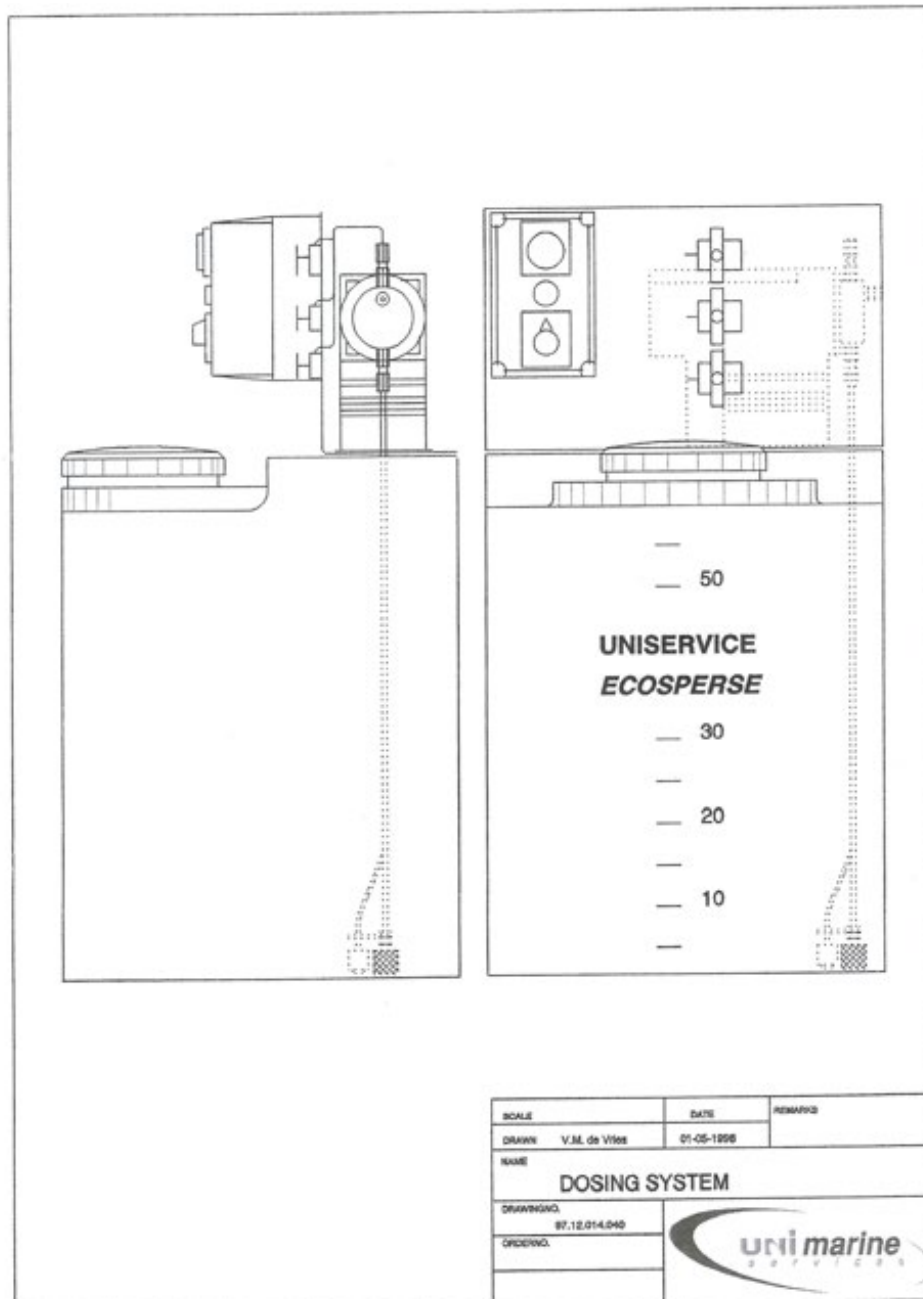 50
UNISERVICE
ECOSPERSE
30
20
10
SCALE DATE REMARKS
DRAWN V.M. de Vries 01-05-1998
NAME
DOSING SYSTEM
DRAWINGNO.
97.12.014.040
ORDERNO.
uni marine
services